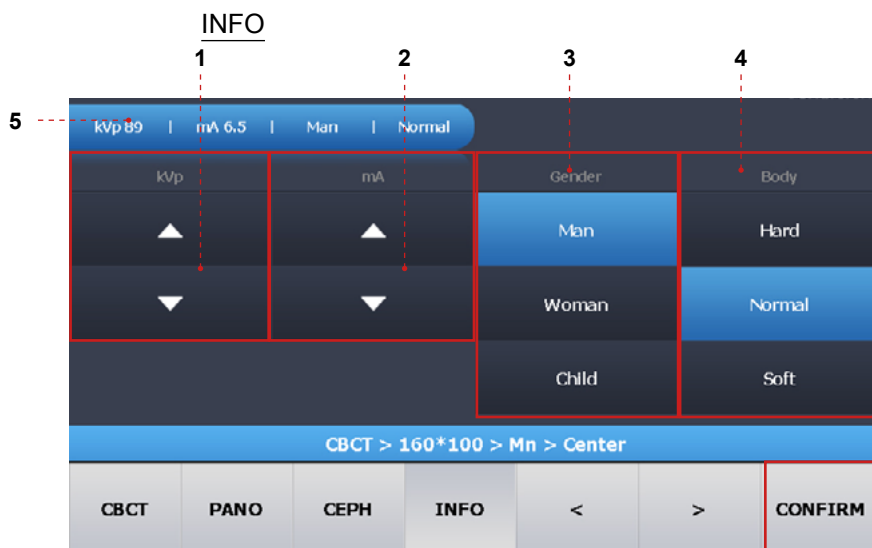 INFO
1 2 3 4
5
kVp 89 | mA 6.5 | Man | Normal
kVp mA Gender Body
Man Hard
Woman Normal
Child Soft
CBCT > 160*100 > Mn > Center
CBCT PANO CEPH INFO < > CONFIRM